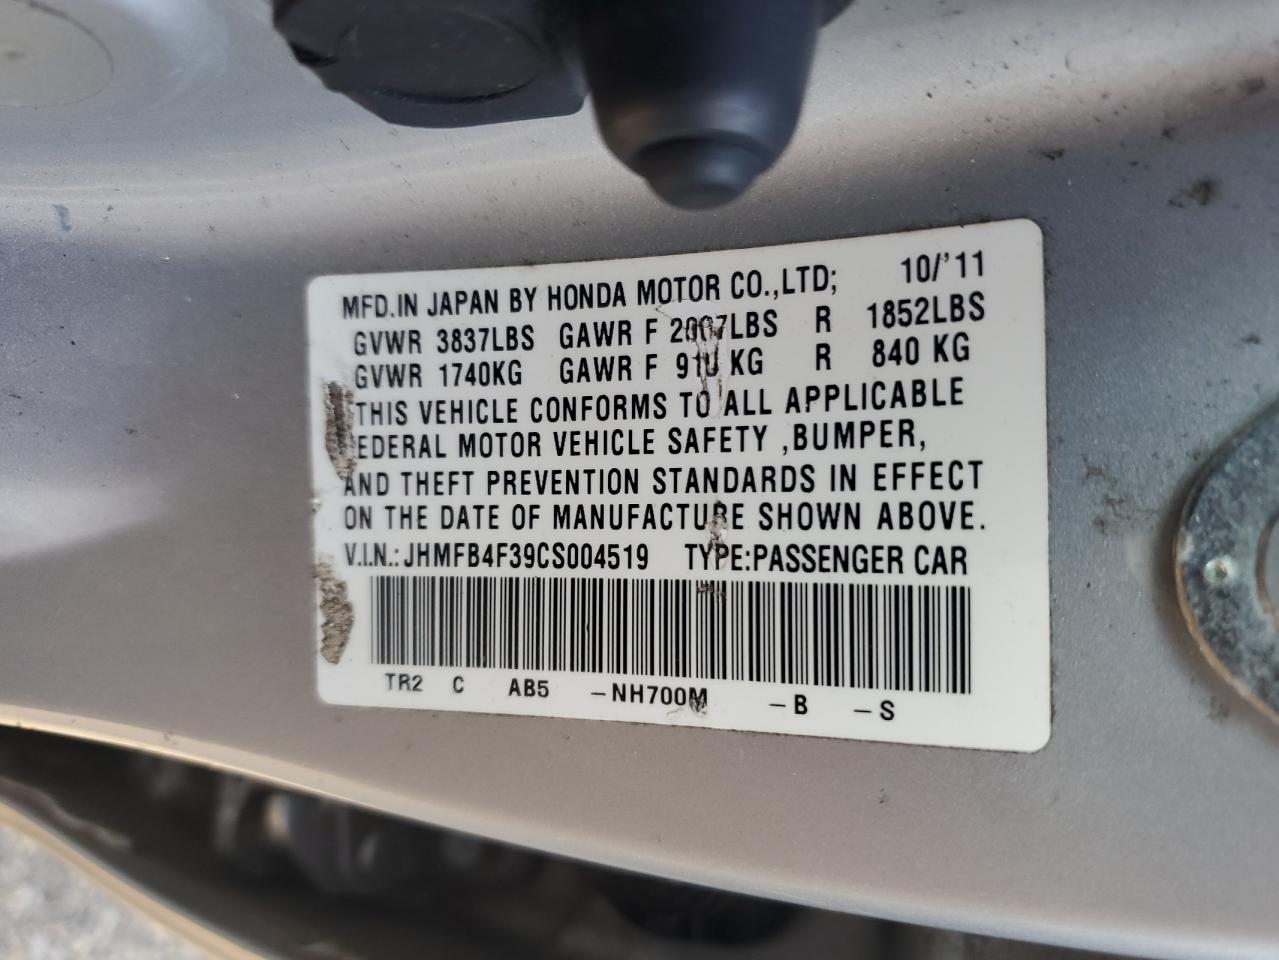 MFD.IN JAPAN BY HONDA MOTOR CO.,LTD; 10/'11
GVWR 3837LBS GAWR F 2007LBS R 1852LBS
GVWR 1740KG GAWR F 910 KG R 840 KG
THIS VEHICLE CONFORMS TO ALL APPLICABLE
EDERAL MOTOR VEHICLE SAFETY ,BUMPER,
AND THEFT PREVENTION STANDARDS IN EFFECT
ON THE DATE OF MANUFACTURE SHOWN ABOVE.
V.I.N.: JHMFB4F39CS004519 TYPE:PASSENGER CAR
TR2 C AB5 -NH700M -B -S